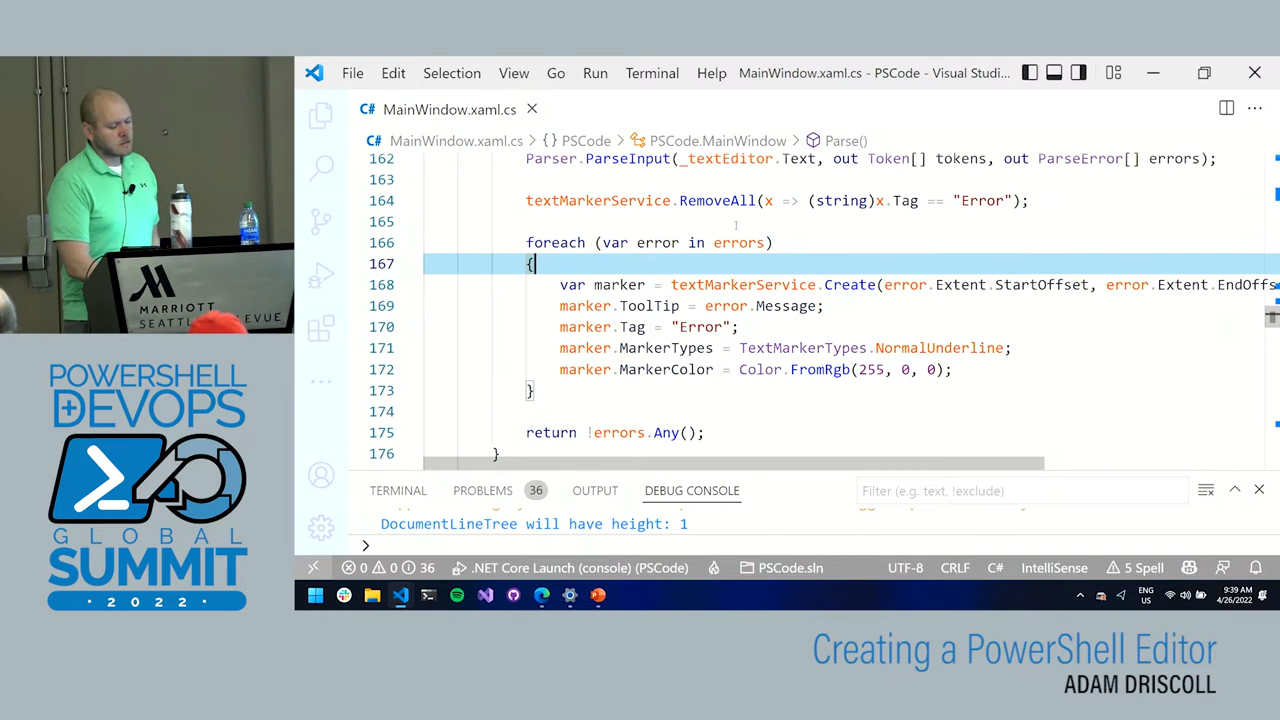 File Edit Selection View Go Run Terminal Help MainWindow.xaml.cs - PSCode - Visual Studi...
C# MainWindow.xaml.cs
C# MainWindow.xaml.cs > {} PSCode > PSCode.MainWindow > Parse()
162 Parser.ParseInput(_textEditor.Text, out Token[] tokens, out ParseError[] errors);
163
164 textMarkerService.RemoveAll(x => (string)x.Tag == "Error");
165
166 foreach (var error in errors)
167 {
168 var marker = textMarkerService.Create(error.Extent.StartOffset, error.Extent.EndOffs
169 marker.ToolTip = error.Message;
170 marker.Tag = "Error";
171 marker.MarkerTypes = TextMarkerTypes.NormalUnderline;
172 marker.MarkerColor = Color.FromRgb(255, 0, 0);
173 }
174
175 return !errors.Any();
176 }
TERMINAL PROBLEMS 36 OUTPUT DEBUG CONSOLE Filter (e.g. text, !exclude)
DocumentLineTree will have height: 1
>
0 0 36 .NET Core Launch (console) (PSCode) PSCode.sln UTF-8 CRLF C# IntelliSense 5 Spell
ENG
US
9:39 AM
4/26/2022
MARRIOTT
POWERSHELL
DEVOPS
GLOBAL
SUMMIT
· 2022 ·
Creating a PowerShell Editor
ADAM DRISCOLL